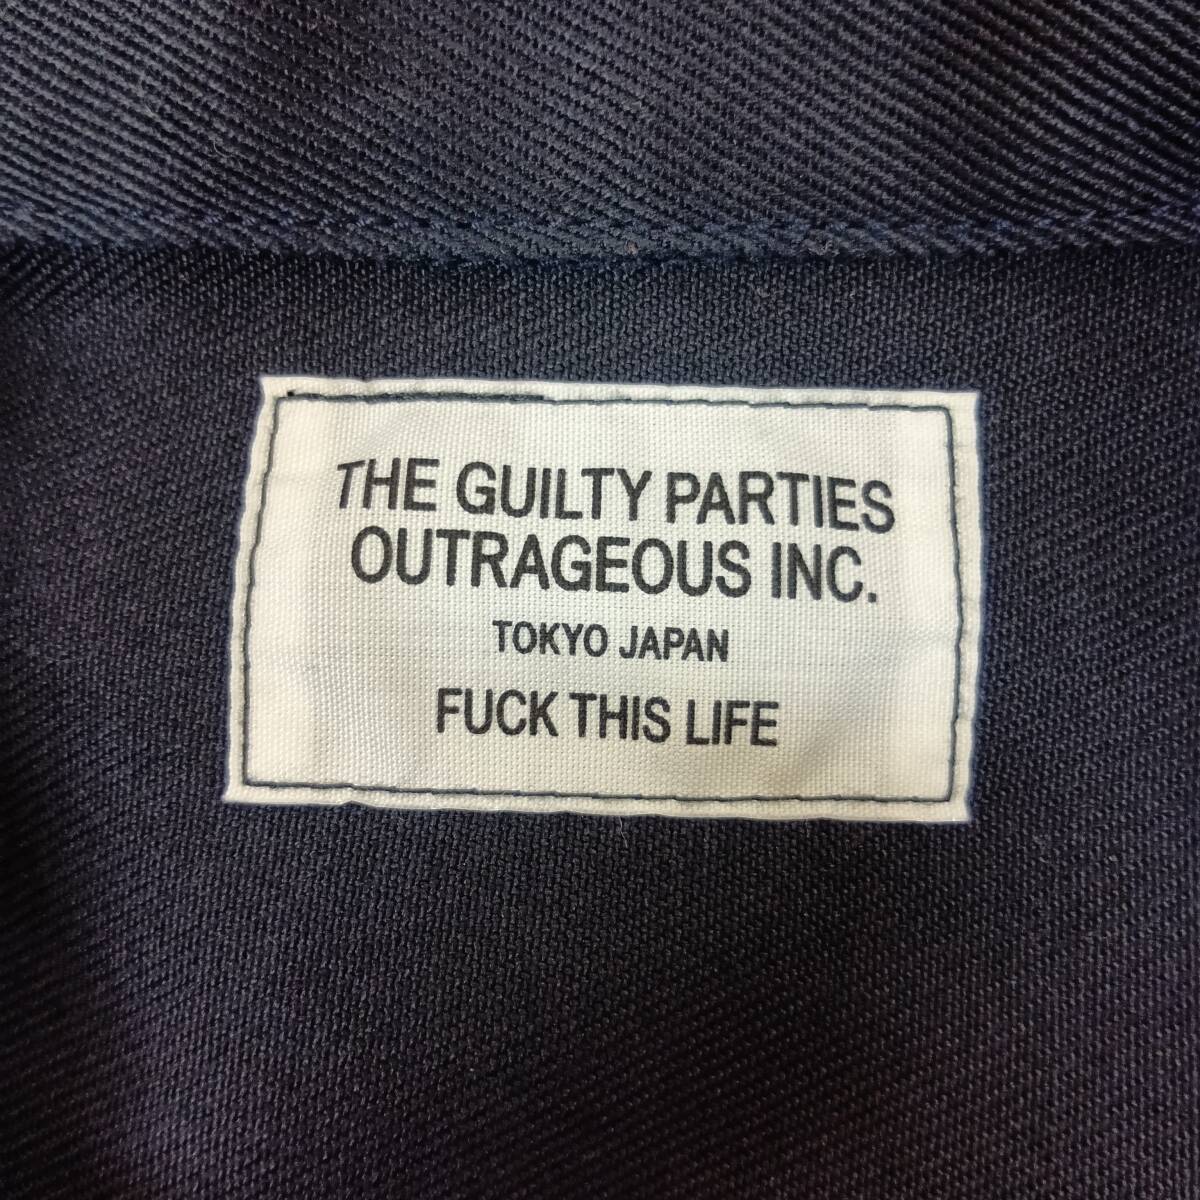 THE GUILTY PARTIES
OUTRAGEOUS INC.
TOKYO JAPAN
FUCK THIS LIFE